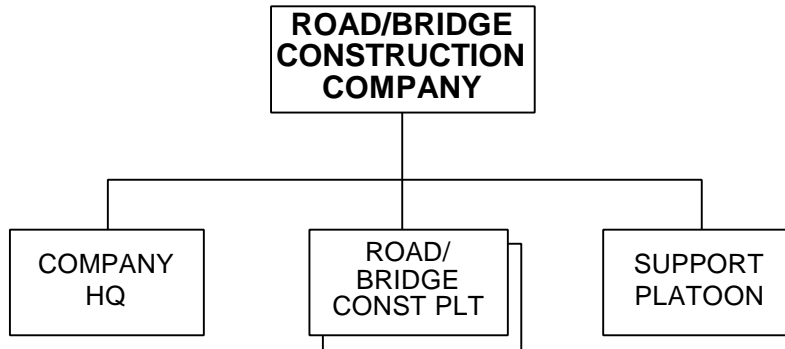 ROAD/BRIDGE
CONSTRUCTION
COMPANY
COMPANY
HQ
ROAD/
BRIDGE
CONST PLT
SUPPORT
PLATOON